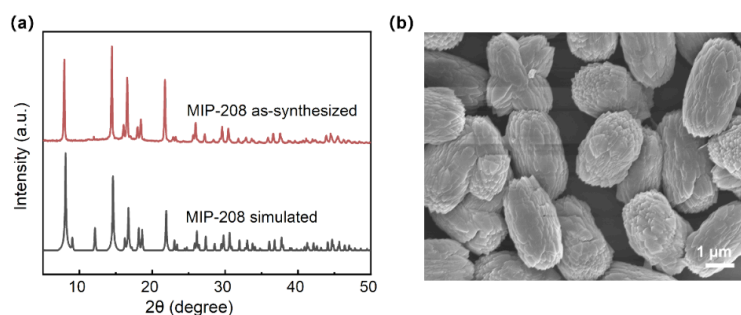 (a)
Intensity (a.u.)
MIP-208 as-synthesized
MIP-208 simulated
10 20 30 40 50
2θ (degree)
(b)
1 μm